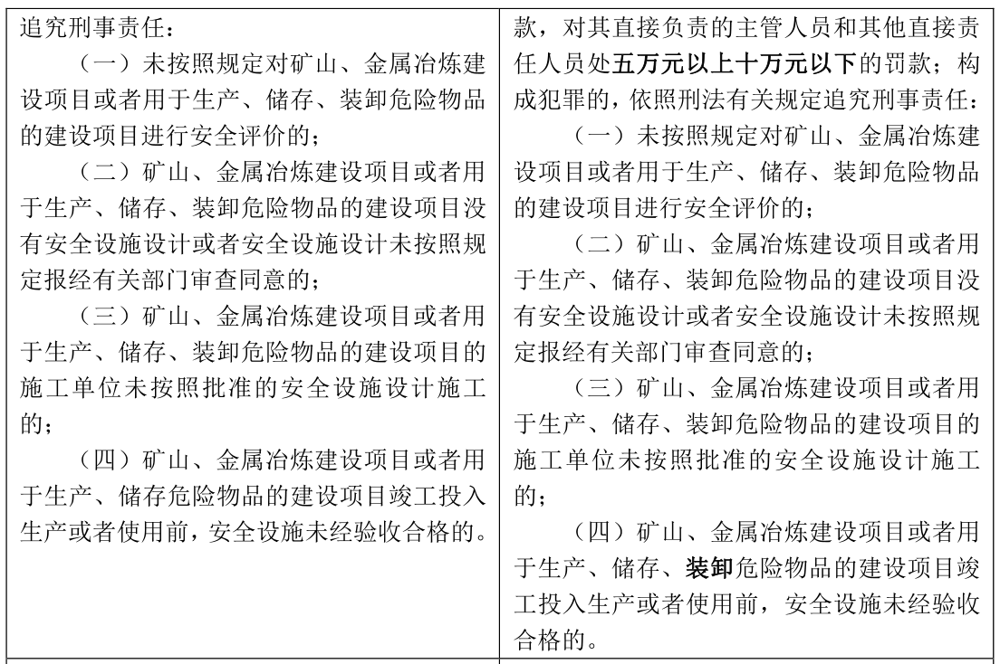 追究刑事责任：
（一）未按照规定对矿山、金属冶炼建
设项目或者用于生产、储存、装卸危险物品
的建设项目进行安全评价的；
（二）矿山、金属冶炼建设项目或者用
于生产、储存、装卸危险物品的建设项目没
有安全设施设计或者安全设施设计未按照规
定报经有关部门审查同意的；
（三）矿山、金属冶炼建设项目或者用
于生产、储存、装卸危险物品的建设项目的
施工单位未按照批准的安全设施设计施工
的；
（四）矿山、金属冶炼建设项目或者用
于生产、储存危险物品的建设项目竣工投入
生产或者使用前，安全设施未经验收合格的。
款，对其直接负责的主管人员和其他直接责
任人员处五万元以上十万元以下的罚款；构
成犯罪的，依照刑法有关规定追究刑事责任：
（一）未按照规定对矿山、金属冶炼建
设项目或者用于生产、储存、装卸危险物品
的建设项目进行安全评价的；
（二）矿山、金属冶炼建设项目或者用
于生产、储存、装卸危险物品的建设项目没
有安全设施设计或者安全设施设计未按照规
定报经有关部门审查同意的；
（三）矿山、金属冶炼建设项目或者用
于生产、储存、装卸危险物品的建设项目的
施工单位未按照批准的安全设施设计施工
的；
（四）矿山、金属冶炼建设项目或者用
于生产、储存、装卸危险物品的建设项目竣
工投入生产或者使用前，安全设施未经验收
合格的。